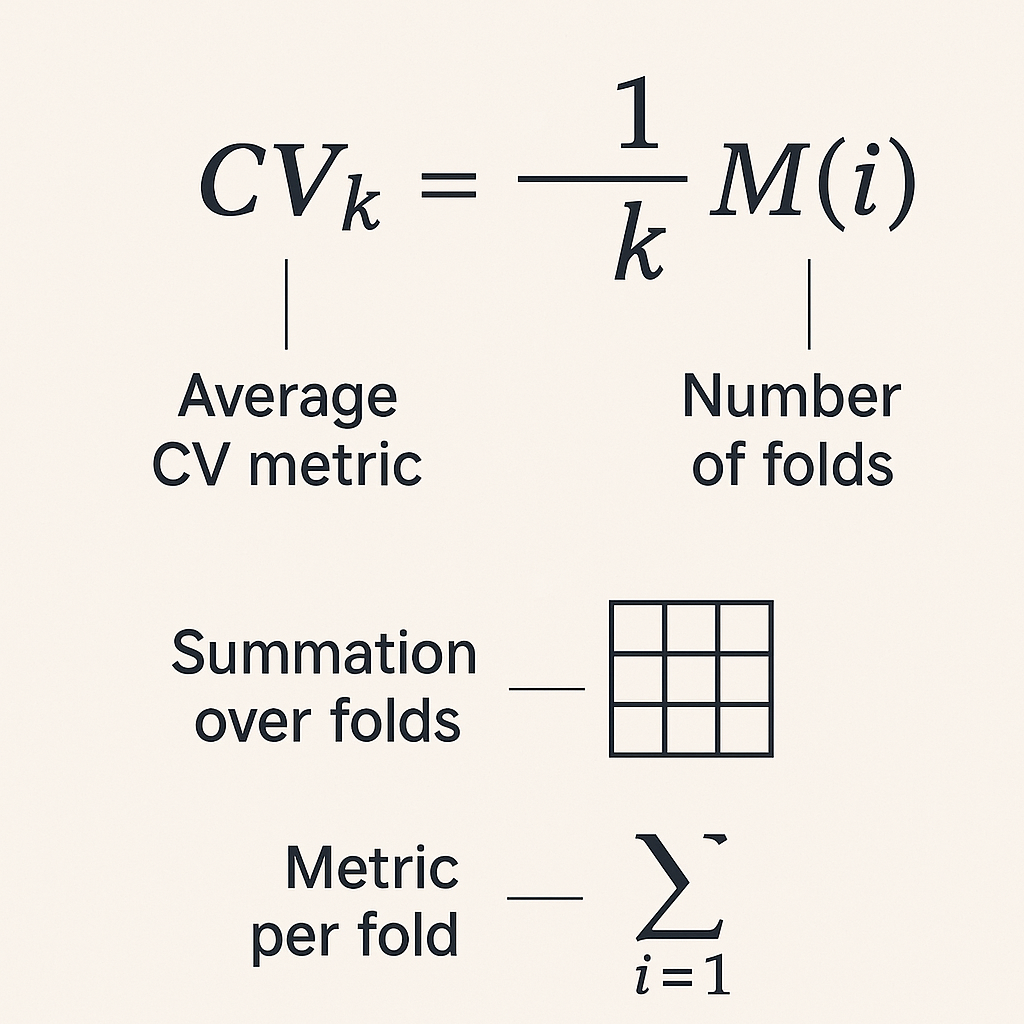 CVₖ = 1/k M(i)
Average
CV metric
Number
of folds
Summation
over folds
Metric
per fold
∑
i = 1